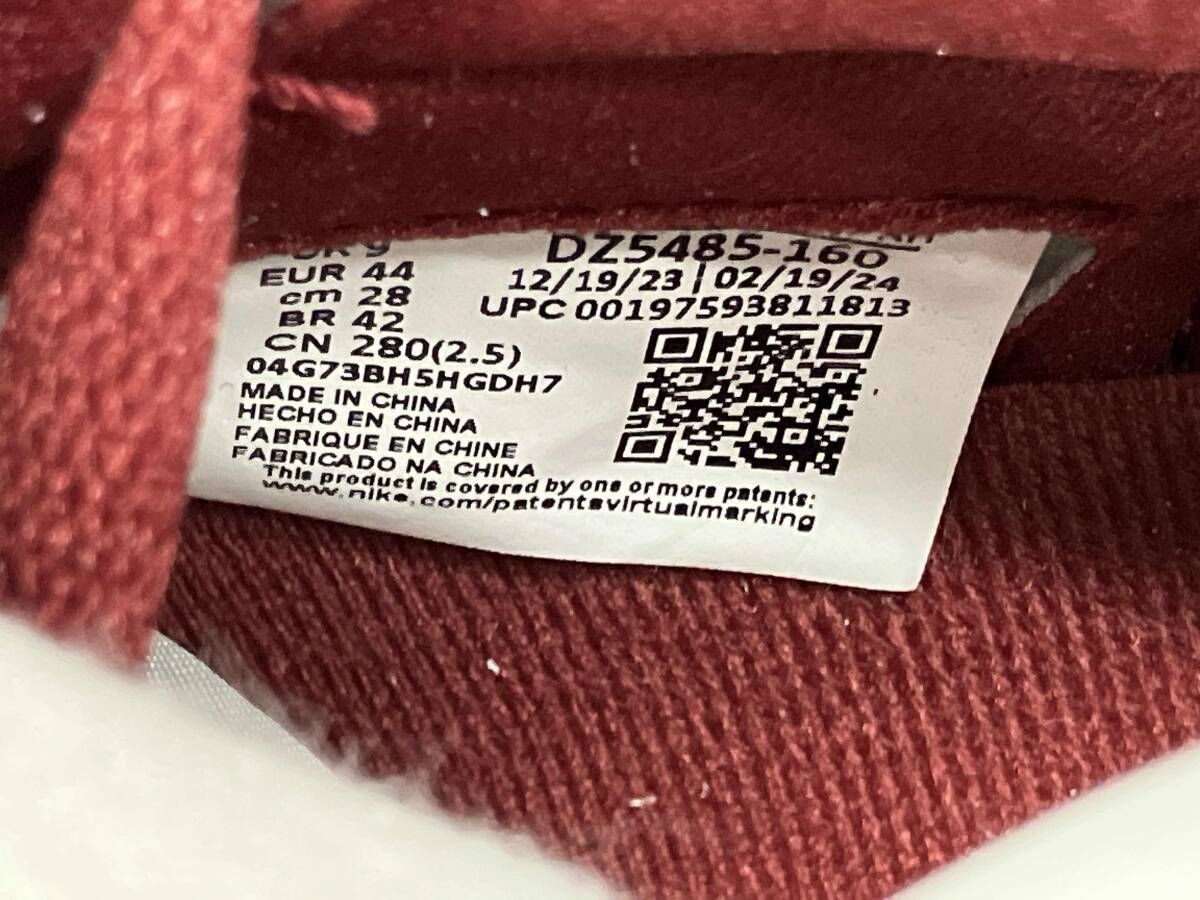 UK 9
EUR 44
cm 28
BR 42
CN 280(2.5)
04G73BH5HGDH7
MADE IN CHINA
HECHO EN CHINA
FABRIQUE EN CHINE
FABRICADO NA CHINA
DZ5485-160
12/19/23 | 02/19/24
UPC 00197593811813
This product is covered by one or more patents:
www.nike.com/patentsvirtualmarking